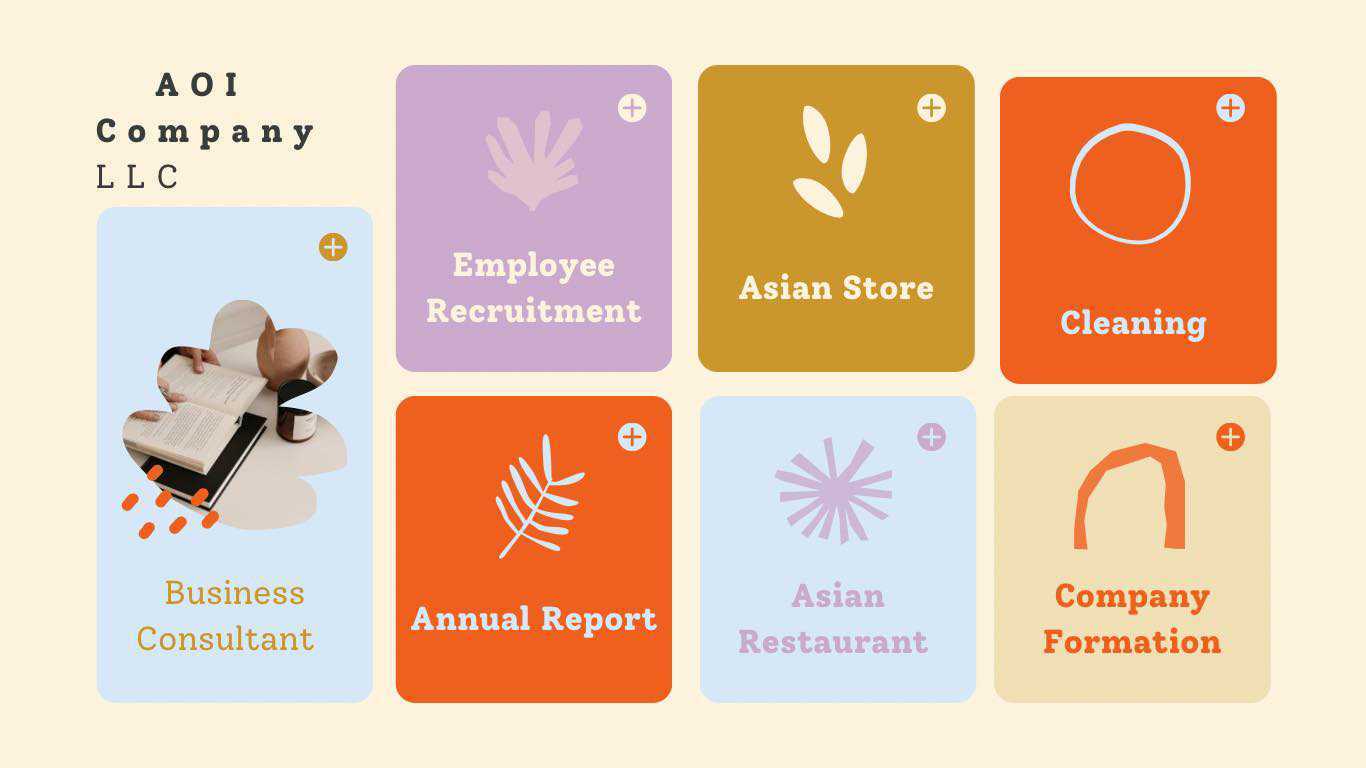 AOI
Company
LLC
Employee
Recruitment
Asian Store
Cleaning
Business
Consultant
Annual Report
Asian
Restaurant
Company
Formation